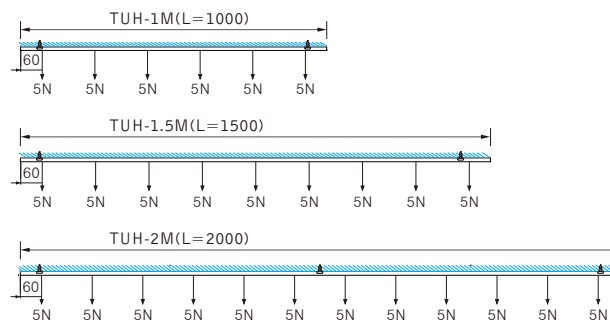 TUH-1M(L=1000)
60
5N 5N 5N 5N 5N 5N
TUH-1.5M(L=1500)
60
5N 5N 5N 5N 5N 5N 5N 5N 5N
TUH-2M(L=2000)
60
5N 5N 5N 5N 5N 5N 5N 5N 5N 5N 5N 5N